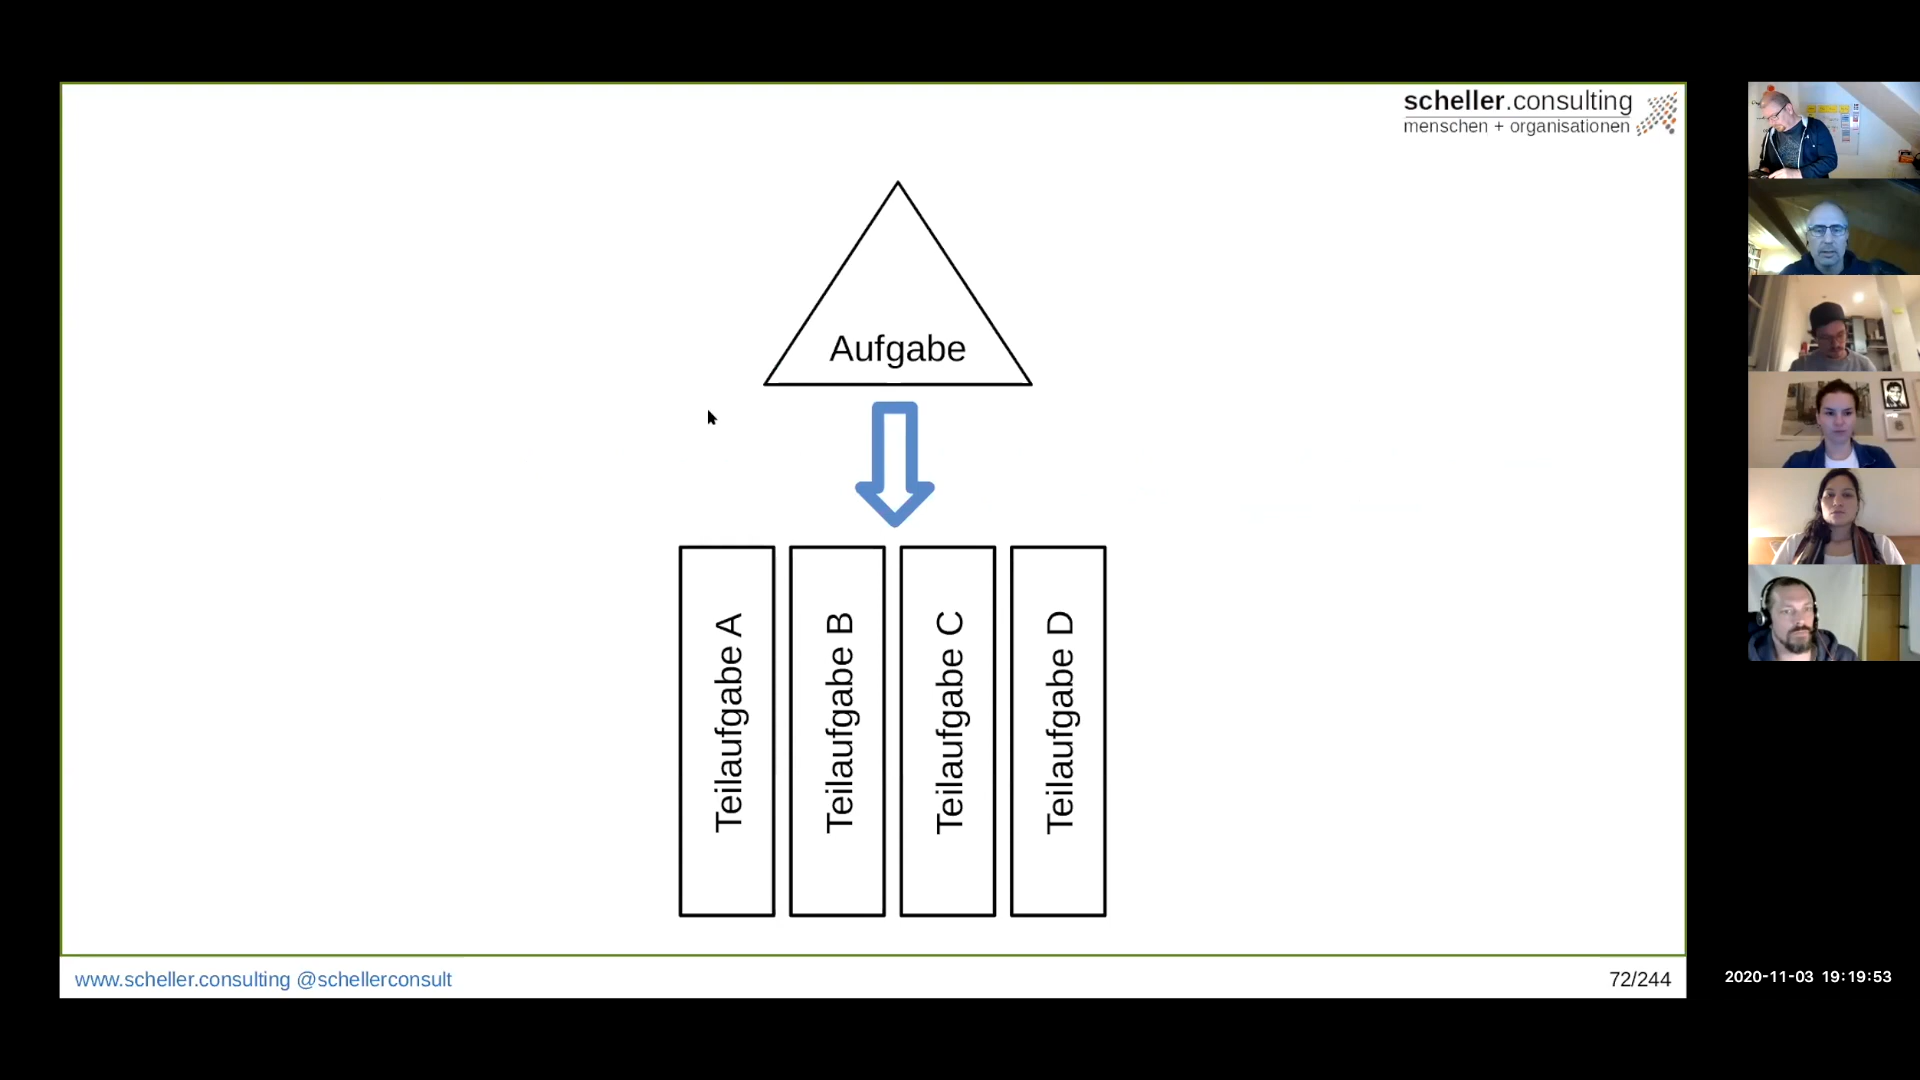 scheller.consulting
menschen + organisationen
Aufgabe
Teilaufgabe A
Teilaufgabe B
Teilaufgabe C
Teilaufgabe D
www.scheller.consulting @schellerconsult
72/244
2020-11-03 19:19:53